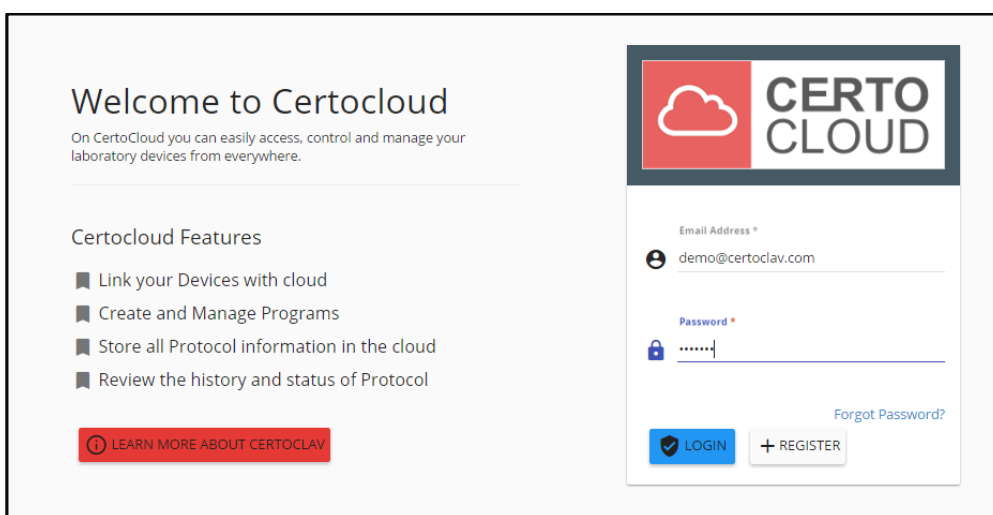 Welcome to Certocloud
On CertoCloud you can easily access, control and manage your
laboratory devices from everywhere.
Certocloud Features
Link your Devices with cloud
Create and Manage Programs
Store all Protocol information in the cloud
Review the history and status of Protocol
LEARN MORE ABOUT CERTOCLAV
CERTO
CLOUD
Email Address *
demo@certoclav.com
Password *
•••••••
Forgot Password?
LOGIN
REGISTER